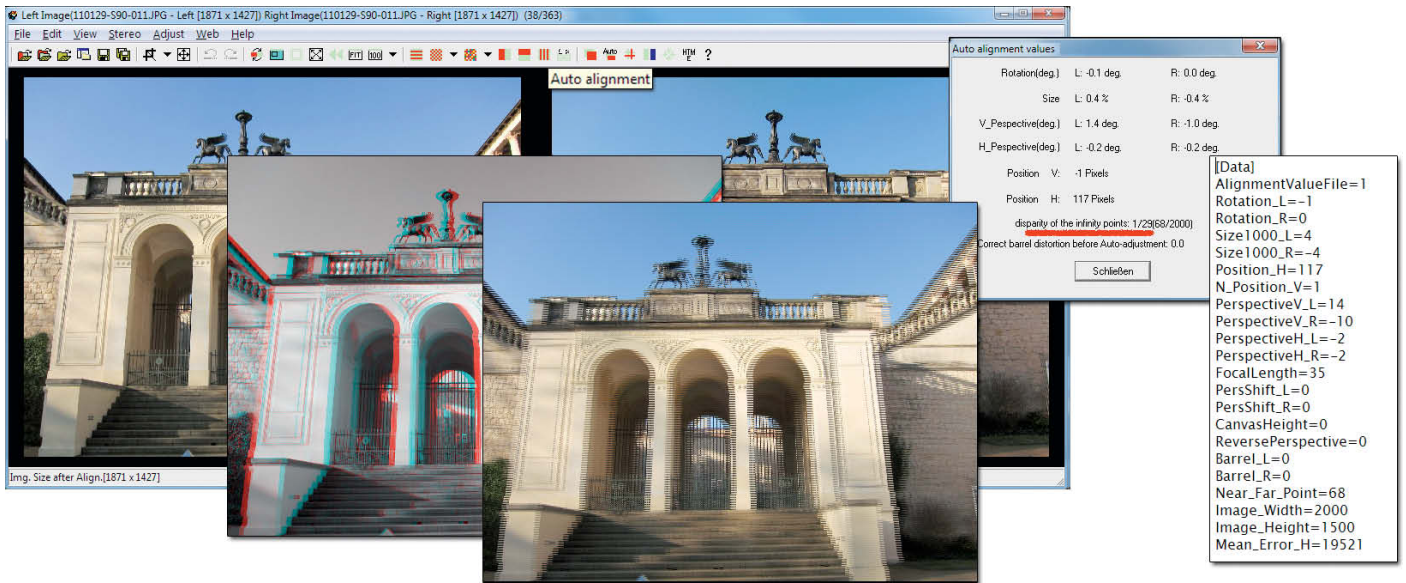 Left Image(110129-S90-011.JPG - Left [1871 x 1427]) Right Image(110129-S90-011.JPG - Right [1871 x 1427]) (38/363)
File Edit View Stereo Adjust Web Help
FIT 100 Auto HTM E ?
Auto alignment
Img. Size after Align.[1871 x 1427]
Auto alignment values
Rotation(deg.) L: -0.1 deg. R: 0.0 deg.
Size L: 0.4 % R: -0.4 %
V_Pespective(deg.) L: 1.4 deg. R: -1.0 deg.
H_Pespective(deg.) L: -0.2 deg. R: -0.2 deg.
Position V: -1 Pixels
Position H: 117 Pixels
disparity of the infinity points: 1/29(68/2000)
Correct barrel distortion before Auto-adjustment: 0.0
Schließen
[Data]
AlignmentValueFile=1
Rotation_L=-1
Rotation_R=0
Size1000_L=4
Size1000_R=-4
Position_H=117
N_Position_V=1
PerspectiveV_L=14
PerspectiveV_R=-10
PerspectiveH_L=-2
PerspectiveH_R=-2
FocalLength=35
PersShift_L=0
PersShift_R=0
CanvasHeight=0
ReversePerspective=0
Barrel_L=0
Barrel_R=0
Near_Far_Point=68
Image_Width=2000
Image_Height=1500
Mean_Error_H=19521